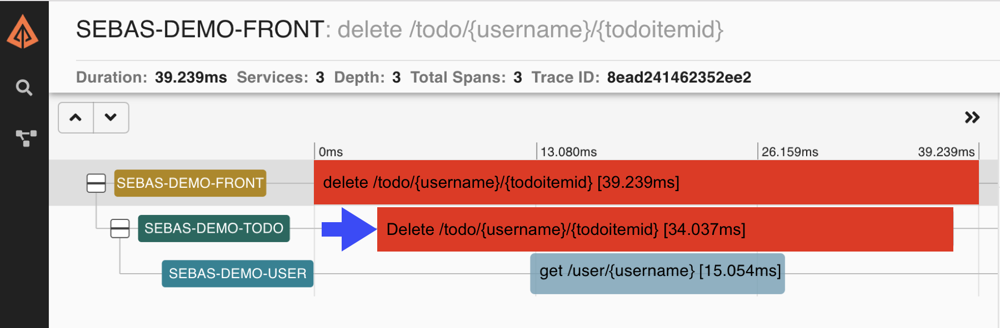 SEBAS-DEMO-FRONT: delete /todo/{username}/{todoitemid}
Duration: 39.239ms Services: 3 Depth: 3 Total Spans: 3 Trace ID: 8ead241462352ee2
0ms 13.080ms 26.159ms 39.239ms
SEBAS-DEMO-FRONT delete /todo/{username}/{todoitemid} [39.239ms]
SEBAS-DEMO-TODO Delete /todo/{username}/{todoitemid} [34.037ms]
SEBAS-DEMO-USER get /user/{username} [15.054ms]